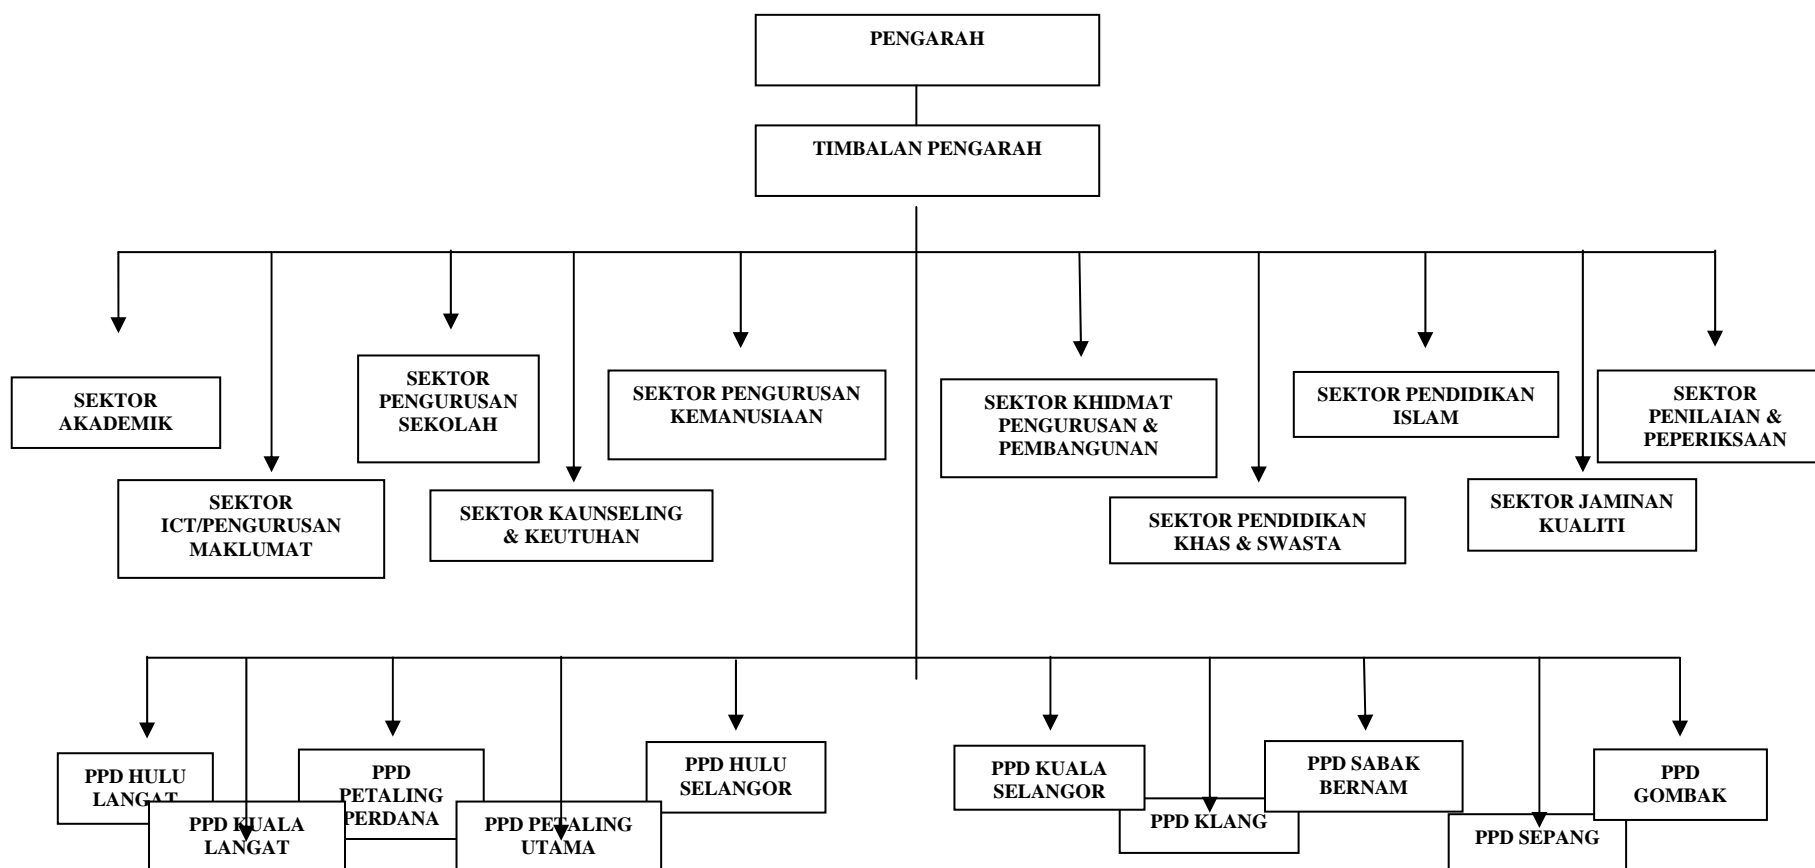 PENGARAH
TIMBALAN PENGARAH
SEKTOR
AKADEMIK
SEKTOR
ICT/PENGURUSAN
MAKLUMAT
SEKTOR
PENGURUSAN
SEKOLAH
SEKTOR KAUNSELING
& KEUTUHAN
SEKTOR PENGURUSAN
KEMANUSIAAN
SEKTOR KHIDMAT
PENGURUSAN &
PEMBANGUNAN
SEKTOR PENDIDIKAN
KHAS & SWASTA
SEKTOR PENDIDIKAN
ISLAM
SEKTOR JAMINAN
KUALITI
SEKTOR
PENILAIAN &
PEPERIKSAAN
PPD HULU
LANGAT
PPD KUALA
LANGAT
PPD
PETALING
PERDANA
PPD PETALING
UTAMA
PPD HULU
SELANGOR
PPD KUALA
SELANGOR
PPD KLANG
PPD SABAK
BERNAM
PPD SEPANG
PPD
GOMBAK